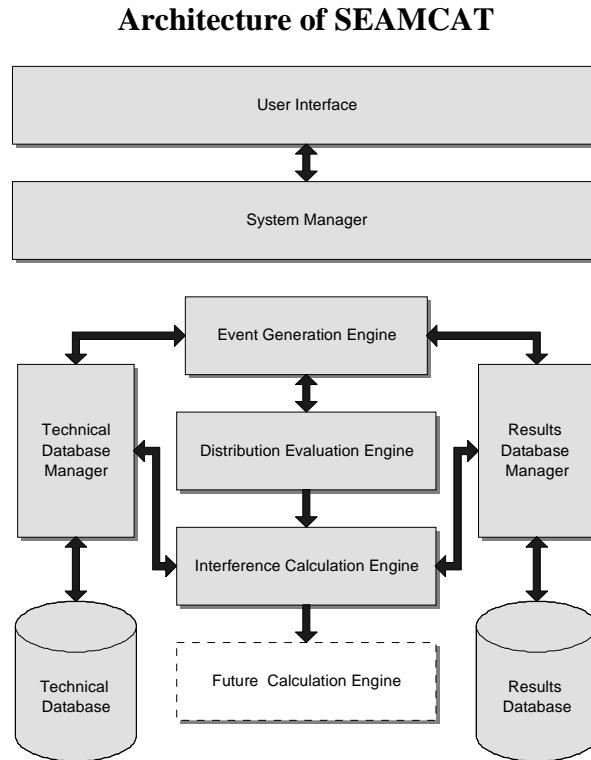 Architecture of SEAMCAT
User Interface
System Manager
Event Generation Engine
Technical
Database
Manager
Distribution Evaluation Engine
Results
Database
Manager
Interference Calculation Engine
Technical
Database
Future Calculation Engine
Results
Database